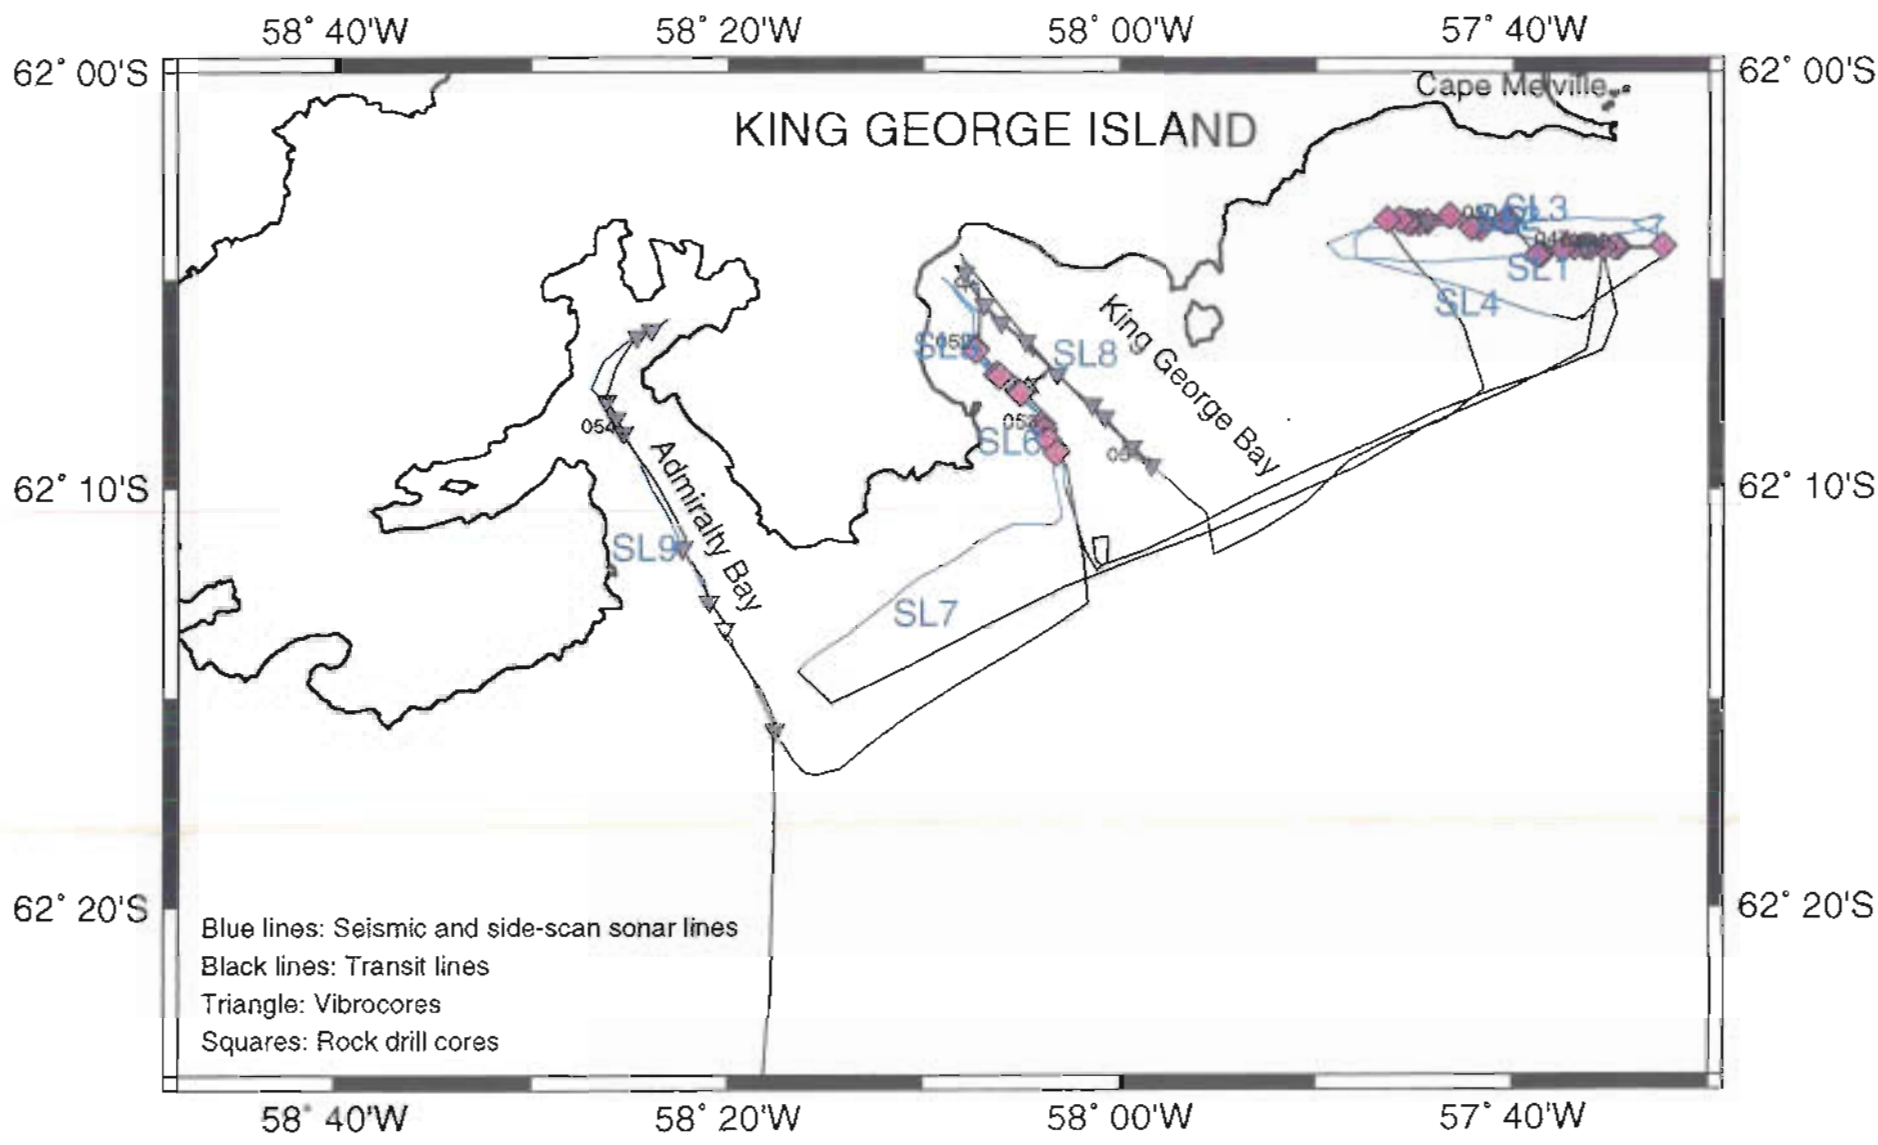 58° 40'W 58° 20'W 58° 00'W 57° 40'W
62° 00'S 62° 00'S
Cape Melville
KING GEORGE ISLAND
SL3
SL1
SL4
King George Bay
SL8
SL6
054
62° 10'S 62° 10'S
Admiralty Bay
SL9
SL7
62° 20'S 62° 20'S
Blue lines: Seismic and side-scan sonar lines
Black lines: Transit lines
Triangle: Vibrocores
Squares: Rock drill cores
58° 40'W 58° 20'W 58° 00'W 57° 40'W